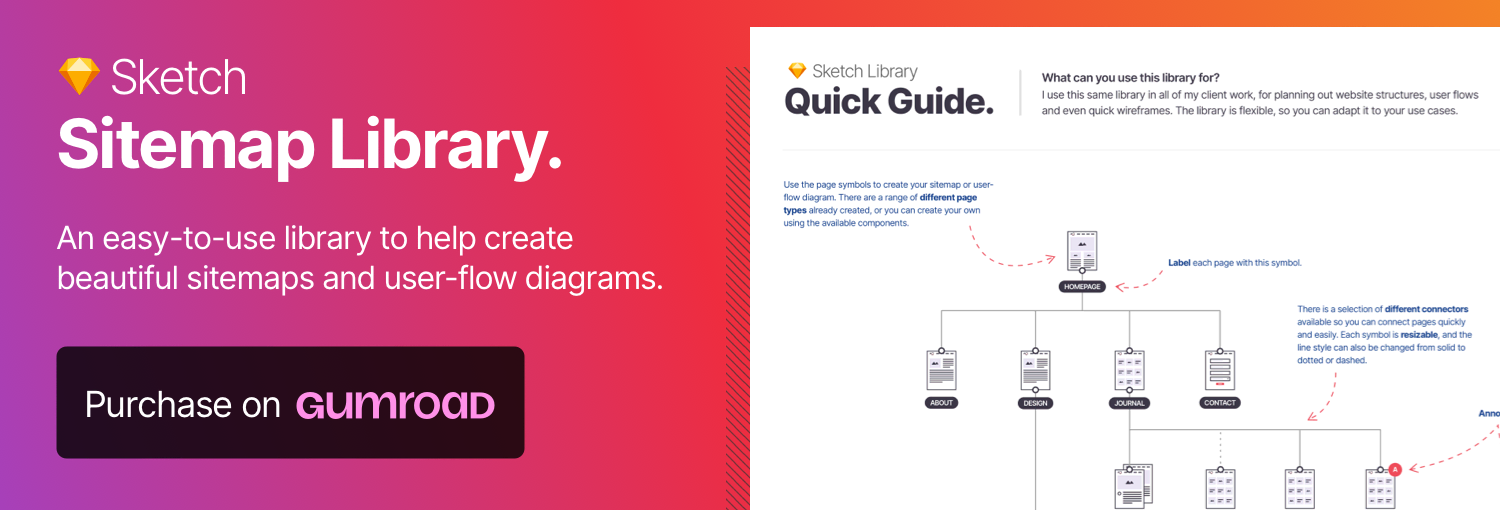 Sketch
Sitemap Library.
An easy-to-use library to help create
beautiful sitemaps and user-flow diagrams.
Purchase on GUMROAD
Sketch Library
Quick Guide.
What can you use this library for?
I use this same library in all of my client work, for planning out website structures, user flows
and even quick wireframes. The library is flexible, so you can adapt it to your use cases.
Use the page symbols to create your sitemap or user-
flow diagram. There are a range of different page
types already created, or you can create your own
using the available components.
HOMEPAGE
Label each page with this symbol.
There is a selection of different connectors
available so you can connect pages quickly
and easily. Each symbol is resizable, and the
line style can also be changed from solid to
dotted or dashed.
ABOUT
DESIGN
JOURNAL
CONTACT
Anno
A